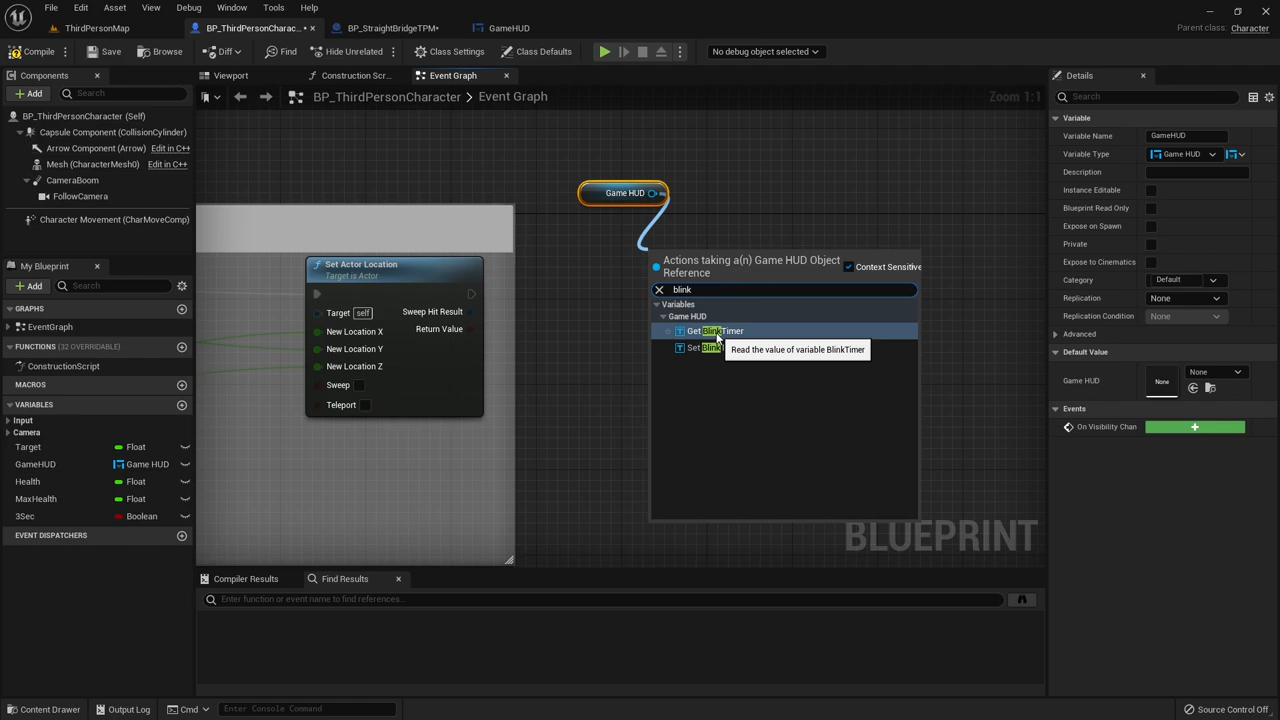 File Edit Asset View Debug Window Tools Help
ThirdPersonMap BP_ThirdPersonCharac...• BP_StraightBridgeTPM• GameHUD Parent class: Character
Compile Save Browse Diff Find Hide Unrelated Class Settings Class Defaults No debug object selected
Components Viewport Construction Scr... Event Graph Details
Add Search BP_ThirdPersonCharacter > Event Graph Zoom 1:1 Search
BP_ThirdPersonCharacter (Self) Variable
Capsule Component (CollisionCylinder) Variable Name GameHUD
Arrow Component (Arrow) Edit in C++ Variable Type Game HUD
Mesh (CharacterMesh0) Edit in C++ Description
CameraBoom Instance Editable
FollowCamera Blueprint Read Only
Character Movement (CharMoveComp) Expose on Spawn
Private
Expose to Cinematics
Category Default
Replication None
Replication Condition None
Advanced
Default Value
Game HUD None None
Events
On Visibility Chan
My Blueprint
Add Search
GRAPHS
EventGraph
FUNCTIONS (32 OVERRIDABLE)
ConstructionScript
MACROS
VARIABLES
Input
Camera
Target Float
GameHUD Game HUD
Health Float
MaxHealth Float
3Sec Boolean
EVENT DISPATCHERS
Game HUD
Set Actor Location
Target is Actor
Target self Sweep Hit Result
New Location X Return Value
New Location Y
New Location Z
Sweep
Teleport
Actions taking a(n) Game HUD Object
Reference
Context Sensitive
blink
Variables
Game HUD
Get BlinkTimer
Set Blink
Read the value of variable BlinkTimer
BLUEPRINT
Compiler Results Find Results
Enter function or event name to find references...
Content Drawer Output Log Cmd Enter Console Command Source Control Off